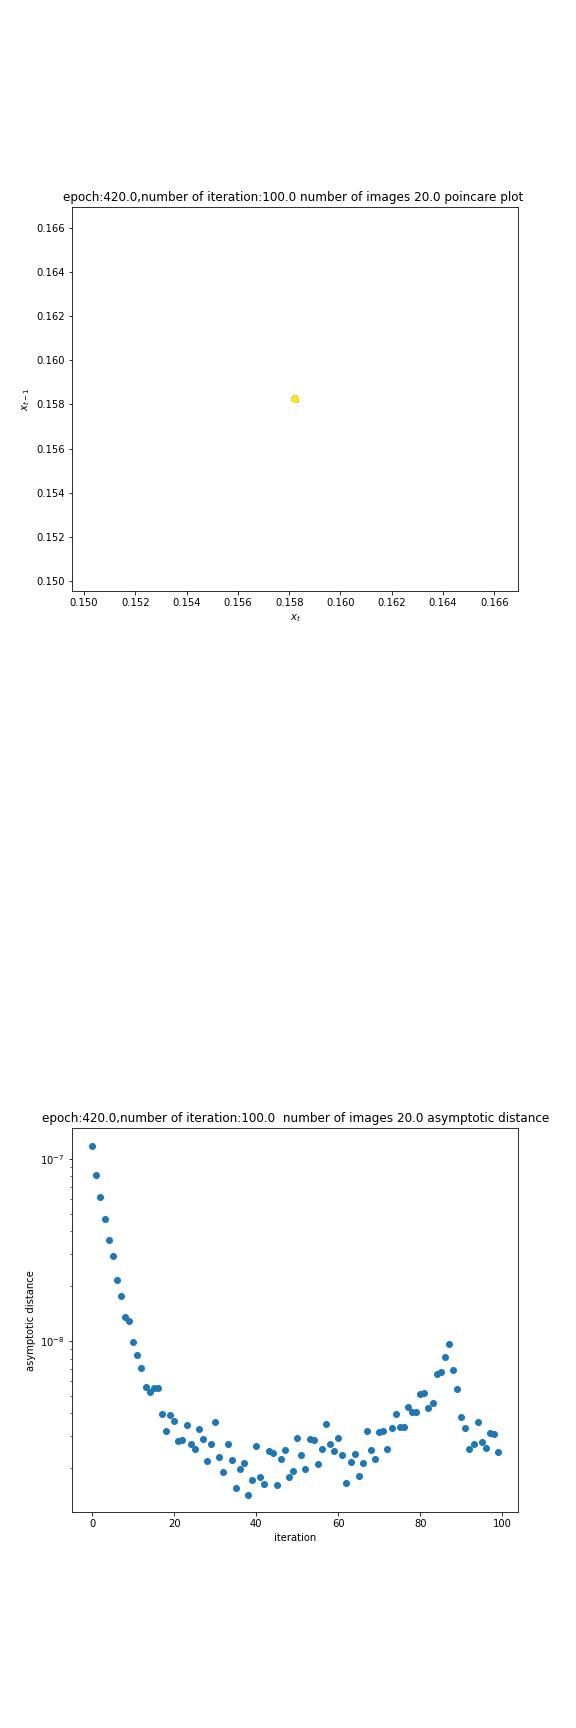 epoch:420.0,number of iteration:100.0 number of images 20.0 poincare plot
0.166
0.164
0.162
0.160
0.158
0.156
0.154
0.152
0.150
x_{t-1}
0.150 0.152 0.154 0.156 0.158 0.160 0.162 0.164 0.166
x_t
epoch:420.0,number of iteration:100.0  number of images 20.0 asymptotic distance
10^{-7}
10^{-8}
asymptotic distance
0 20 40 60 80 100
iteration